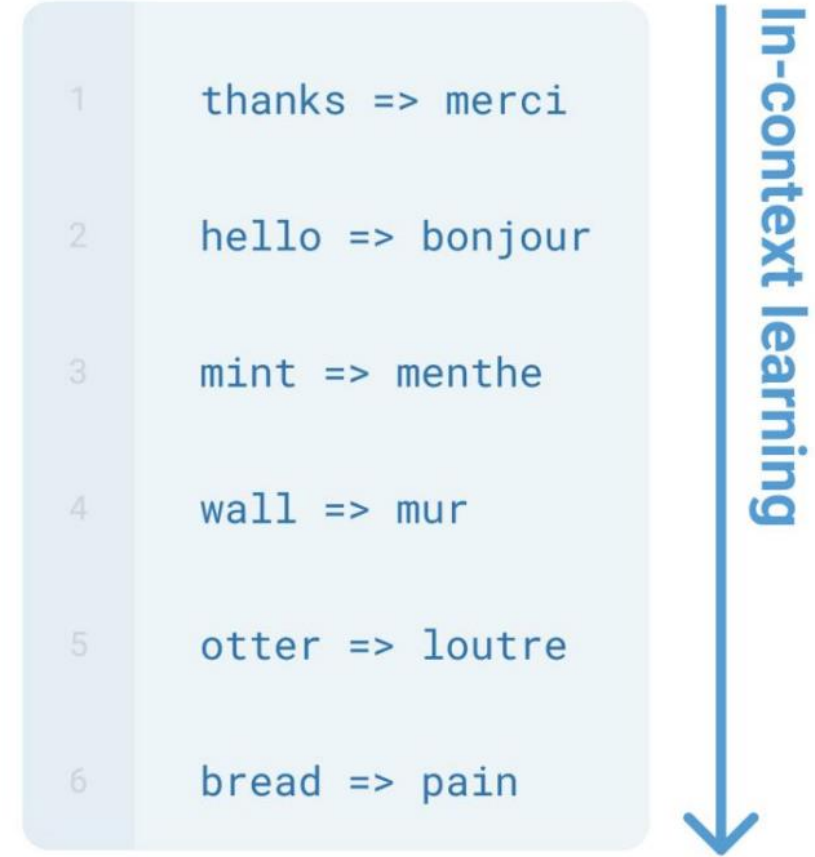 1 thanks => merci
2 hello => bonjour
3 mint => menthe
4 wall => mur
5 otter => loutre
6 bread => pain
In-context learning